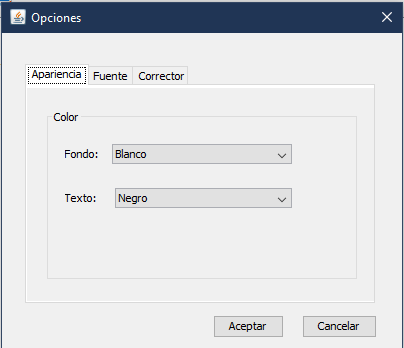 Opciones
Apariencia Fuente Corrector
Color
Fondo: Blanco
Texto: Negro
Aceptar Cancelar